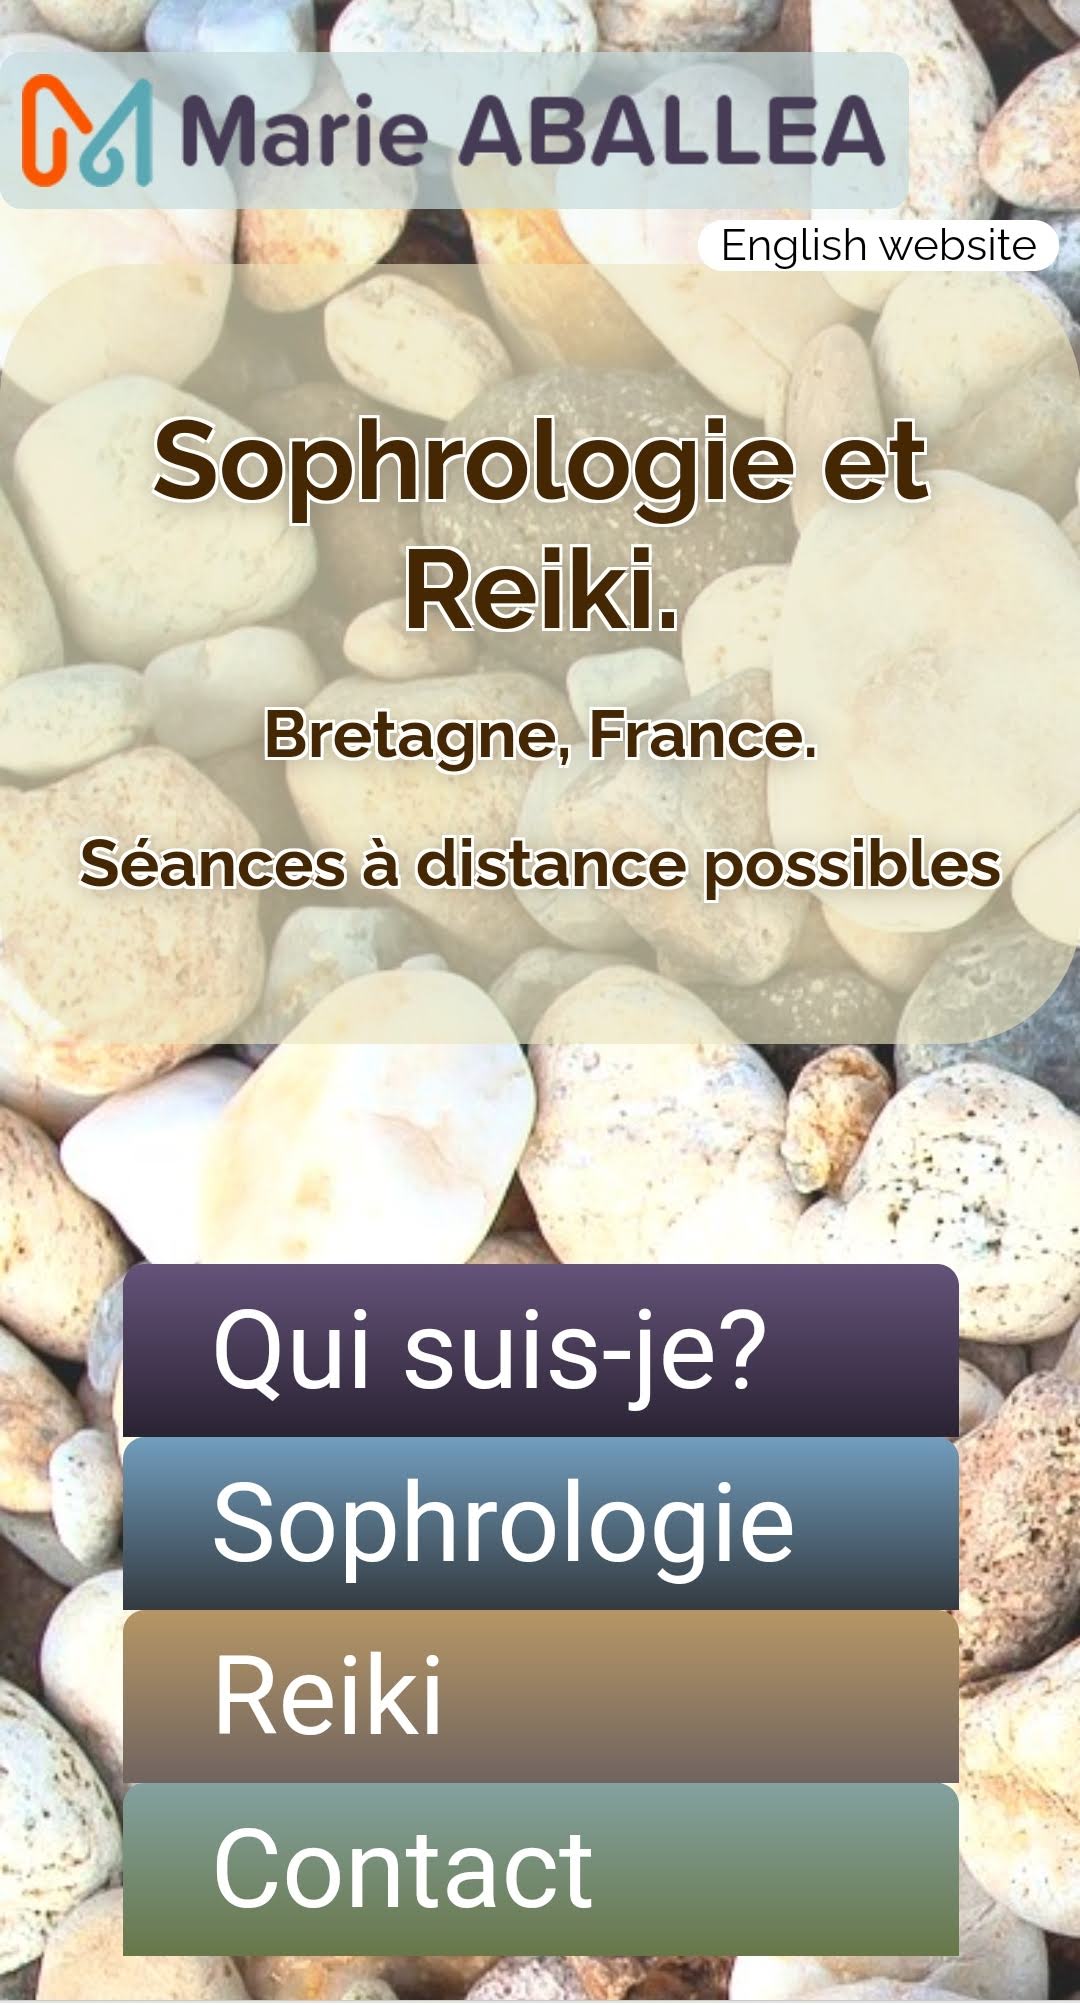 Marie ABALLEA
English website
Sophrologie et
Reiki.
Bretagne, France.
Séances à distance possibles
Qui suis-je?
Sophrologie
Reiki
Contact